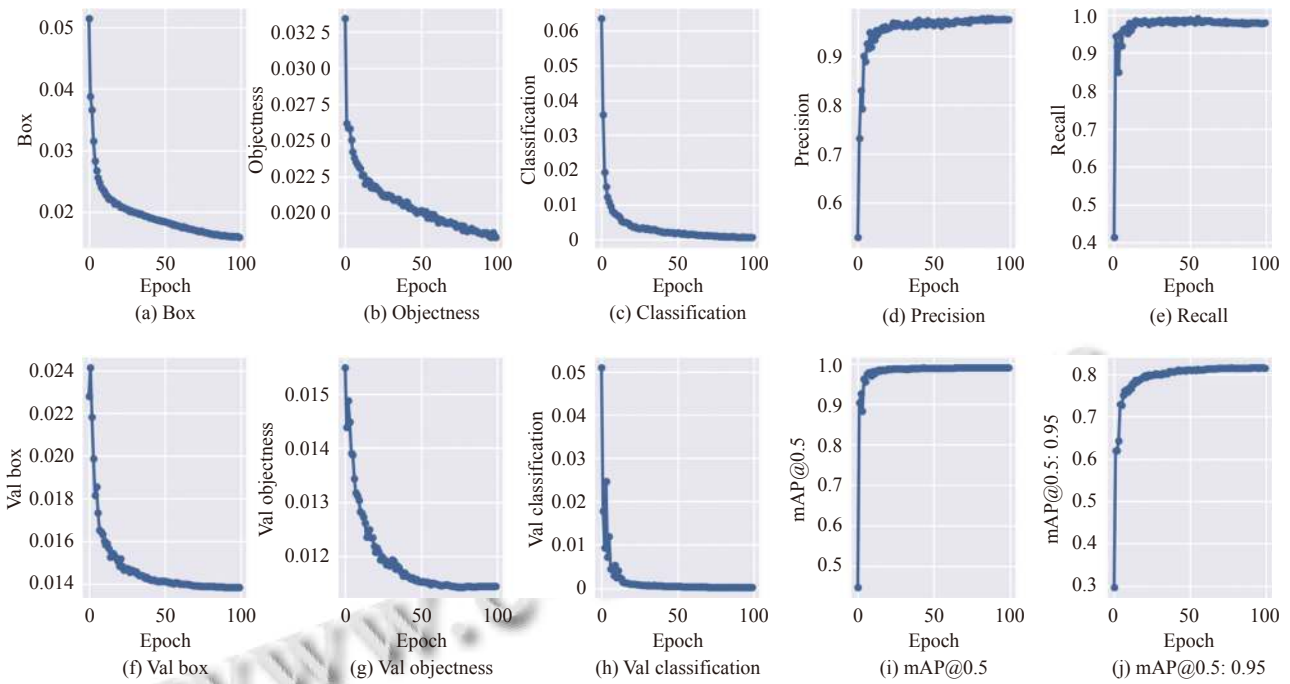 0.05
0.04
0.03
0.02
Box
0 50 100
Epoch
(a) Box
0.032 5
0.030 0
0.027 5
0.025 0
0.022 5
0.020 0
Objectness
0 50 100
Epoch
(b) Objectness
0.06
0.05
0.04
0.03
0.02
0.01
0
Classification
0 50 100
Epoch
(c) Classification
0.9
0.8
0.7
0.6
Precision
0 50 100
Epoch
(d) Precision
1.0
0.9
0.8
0.7
0.6
0.5
0.4
Recall
0 50 100
Epoch
(e) Recall
0.024
0.022
0.020
0.018
0.016
0.014
Val box
0 50 100
Epoch
(f) Val box
0.015
0.014
0.013
0.012
Val objectness
0 50 100
Epoch
(g) Val objectness
0.05
0.04
0.03
0.02
0.01
0
Val classification
0 50 100
Epoch
(h) Val classification
1.0
0.9
0.8
0.7
0.6
0.5
mAP@0.5
0 50 100
Epoch
(i) mAP@0.5
0.8
0.7
0.6
0.5
0.4
0.3
mAP@0.5: 0.95
0 50 100
Epoch
(j) mAP@0.5: 0.95